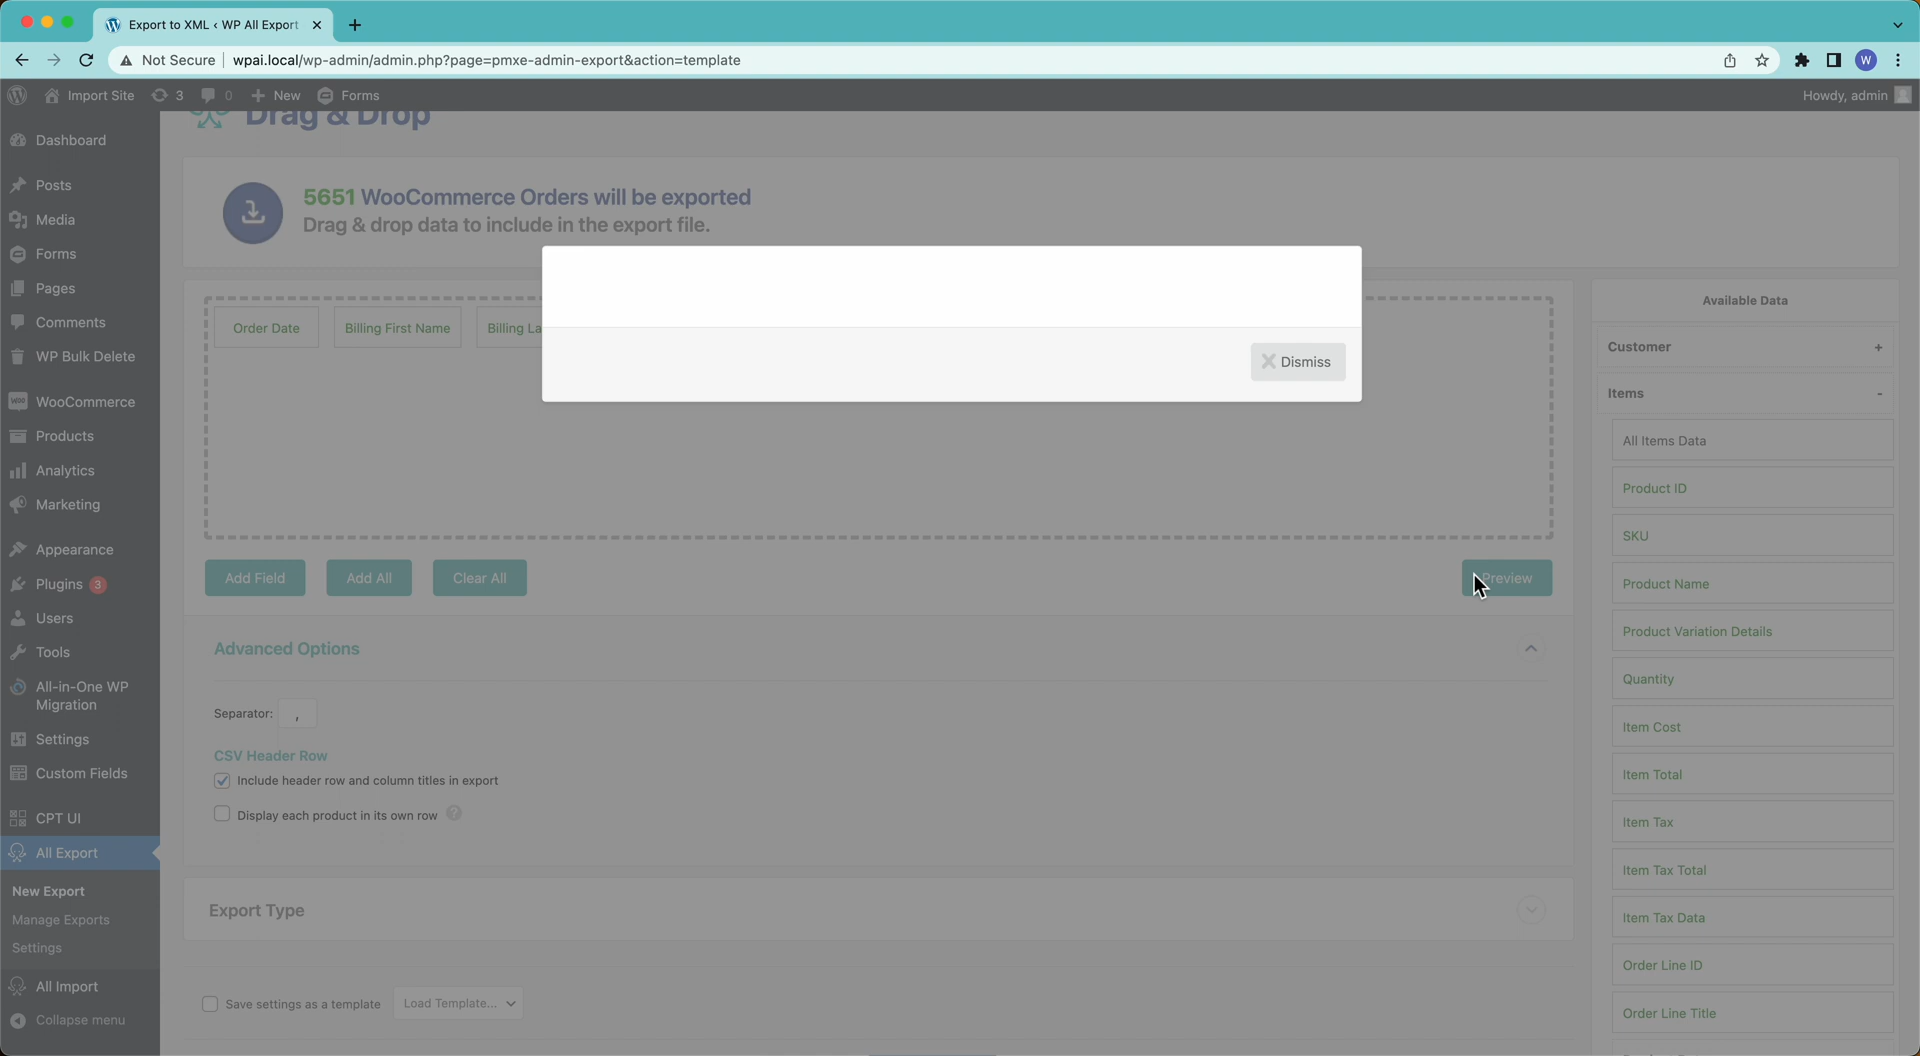 Export to XML ‹ WP All Export
Not Secure
wpai.local/wp-admin/admin.php?page=pmxe-admin-export&action=template
W
Import Site
3
0
New
Forms
Howdy, admin
Dashboard
Posts
Media
Forms
Pages
Comments
WP Bulk Delete
WooCommerce
Products
Analytics
Marketing
Appearance
Plugins 3
Users
Tools
All-in-One WP
Migration
Settings
Custom Fields
CPT UI
All Export
New Export
Manage Exports
Settings
All Import
Collapse menu
Drag & Drop
5651 WooCommerce Orders will be exported
Drag & drop data to include in the export file.
Order Date
Billing First Name
Billing La
Dismiss
Add Field
Add All
Clear All
Preview
Advanced Options
Separator: ,
CSV Header Row
Include header row and column titles in export
Display each product in its own row ?
Export Type
Save settings as a template
Load Template...
Available Data
Customer +
Items -
All Items Data
Product ID
SKU
Product Name
Product Variation Details
Quantity
Item Cost
Item Total
Item Tax
Item Tax Total
Item Tax Data
Order Line ID
Order Line Title